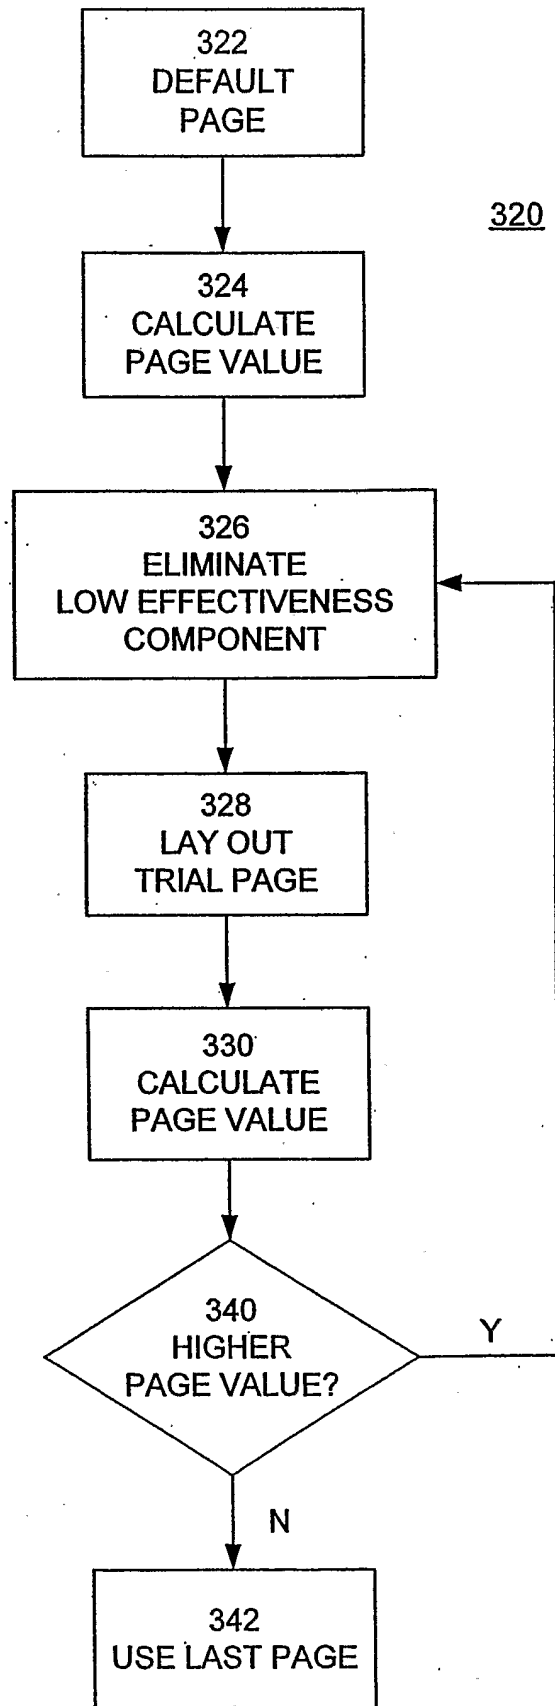 322
DEFAULT
PAGE
320
324
CALCULATE
PAGE VALUE
326
ELIMINATE
LOW EFFECTIVENESS
COMPONENT
328
LAY OUT
TRIAL PAGE
330
CALCULATE
PAGE VALUE
340
HIGHER
PAGE VALUE?
Y
N
342
USE LAST PAGE